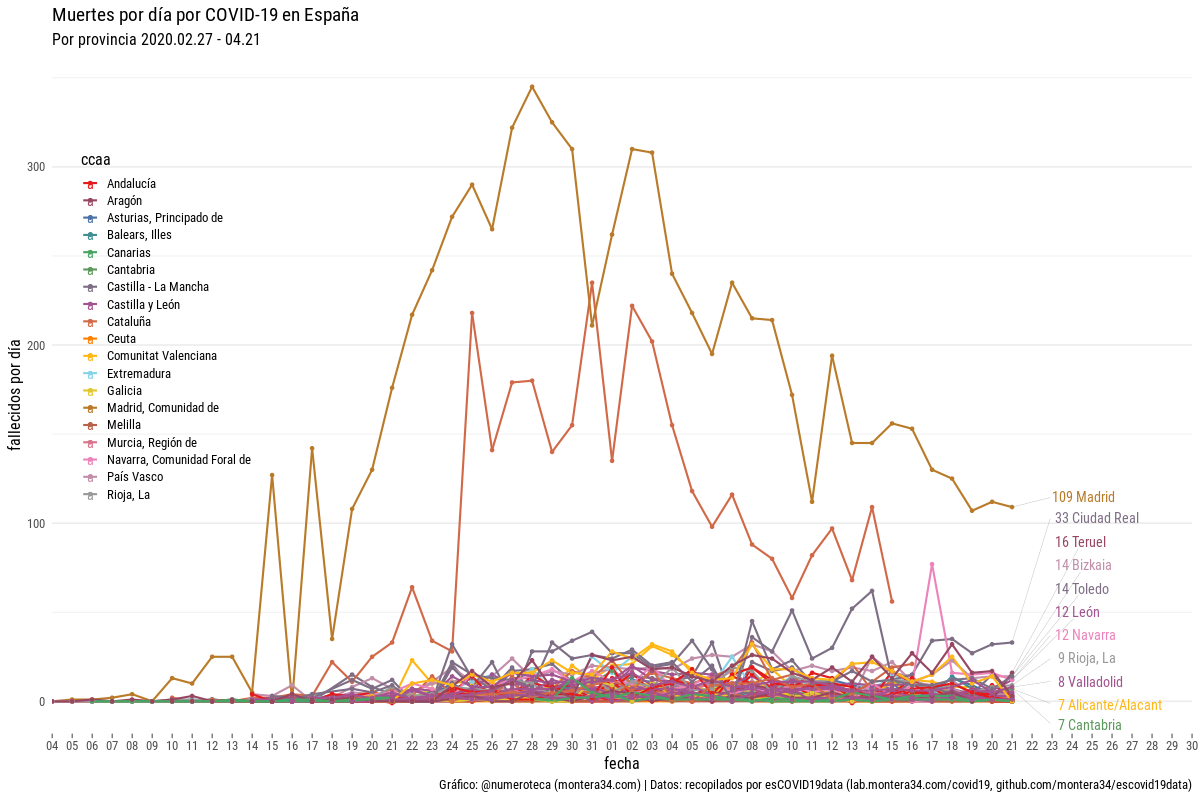 Muertes por día por COVID-19 en España
Por provincia 2020.02.27 - 04.21
fallecidos por día
300
200
100
0
ccaa
Andalucía
Aragón
Asturias, Principado de
Balears, Illes
Canarias
Cantabria
Castilla - La Mancha
Castilla y León
Cataluña
Ceuta
Comunitat Valenciana
Extremadura
Galicia
Madrid, Comunidad de
Melilla
Murcia, Región de
Navarra, Comunidad Foral de
País Vasco
Rioja, La
109 Madrid
33 Ciudad Real
16 Teruel
14 Bizkaia
14 Toledo
12 León
12 Navarra
9 Rioja, La
8 Valladolid
7 Alicante/Alacant
7 Cantabria
04 05 06 07 08 09 10 11 12 13 14 15 16 17 18 19 20 21 22 23 24 25 26 27 28 29 30 31 01 02 03 04 05 06 07 08 09 10 11 12 13 14 15 16 17 18 19 20 21 22 23 24 25 26 27 28 29 30
fecha
Gráfico: @numeroteca (montera34.com) | Datos: recopilados por esCOVID19data (lab.montera34.com/covid19, github.com/montera34/escovid19data)